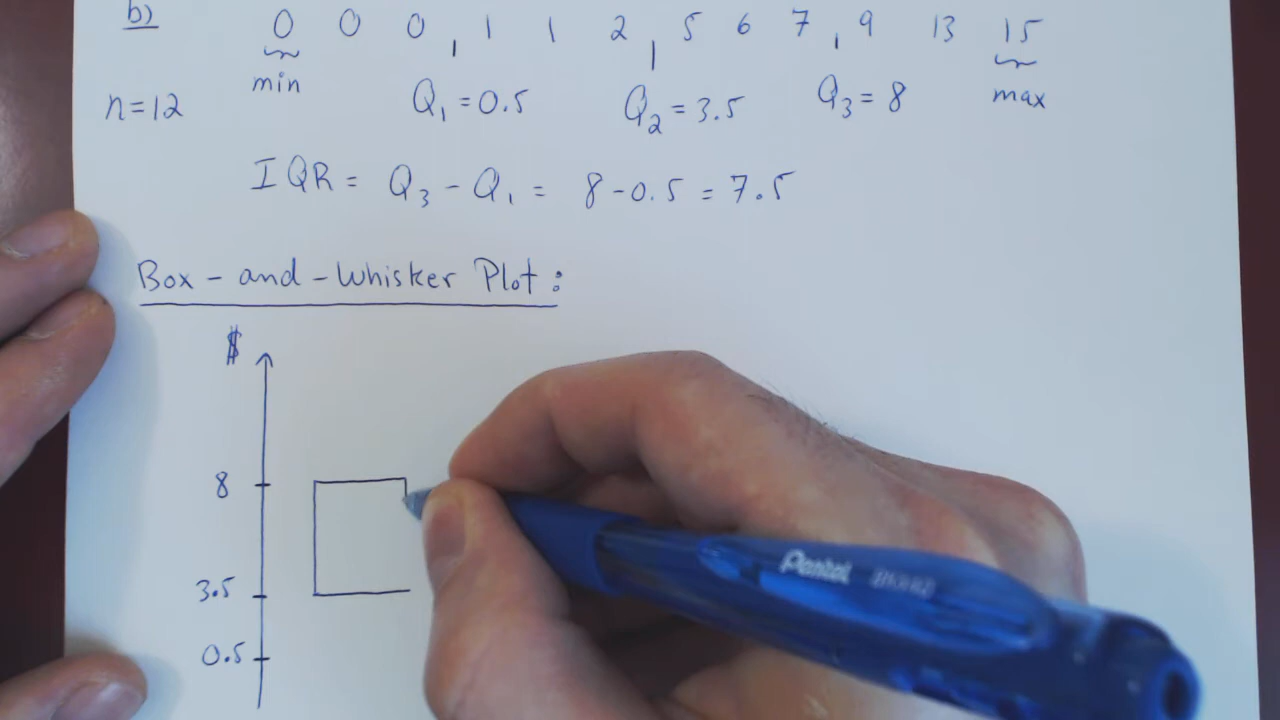 b) 0 0 0 , 1 1 2 | 5 6 7 , 9 13 15
min max
n=12 Q1 = 0.5 Q2 = 3.5 Q3 = 8
IQR = Q3 - Q1 = 8 - 0.5 = 7.5
Box-and-Whisker Plot:
$
8
3.5
0.5
Pentel